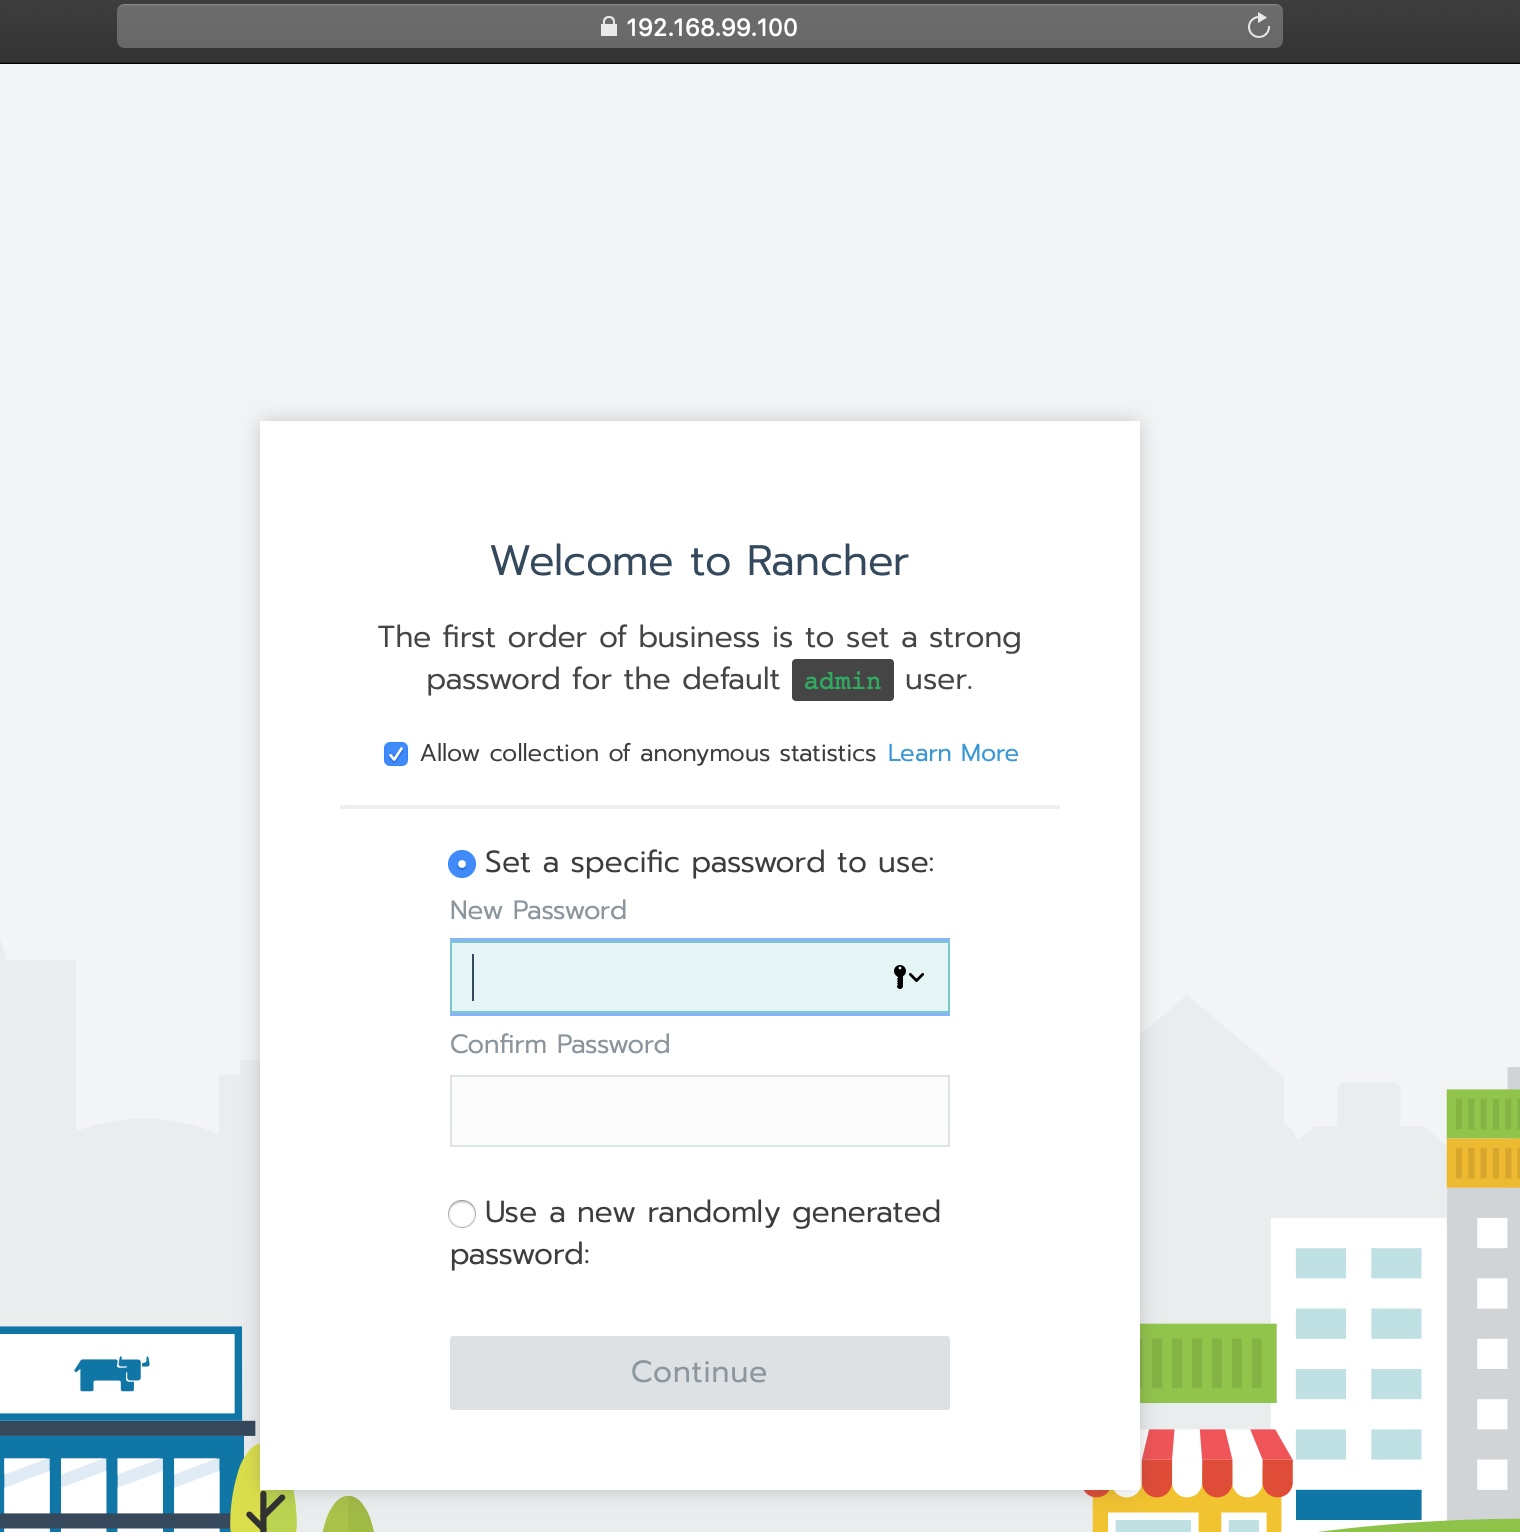 192.168.99.100
Welcome to Rancher
The first order of business is to set a strong
password for the default admin user.
Allow collection of anonymous statistics Learn More
Set a specific password to use:
New Password
Confirm Password
Use a new randomly generated
password:
Continue